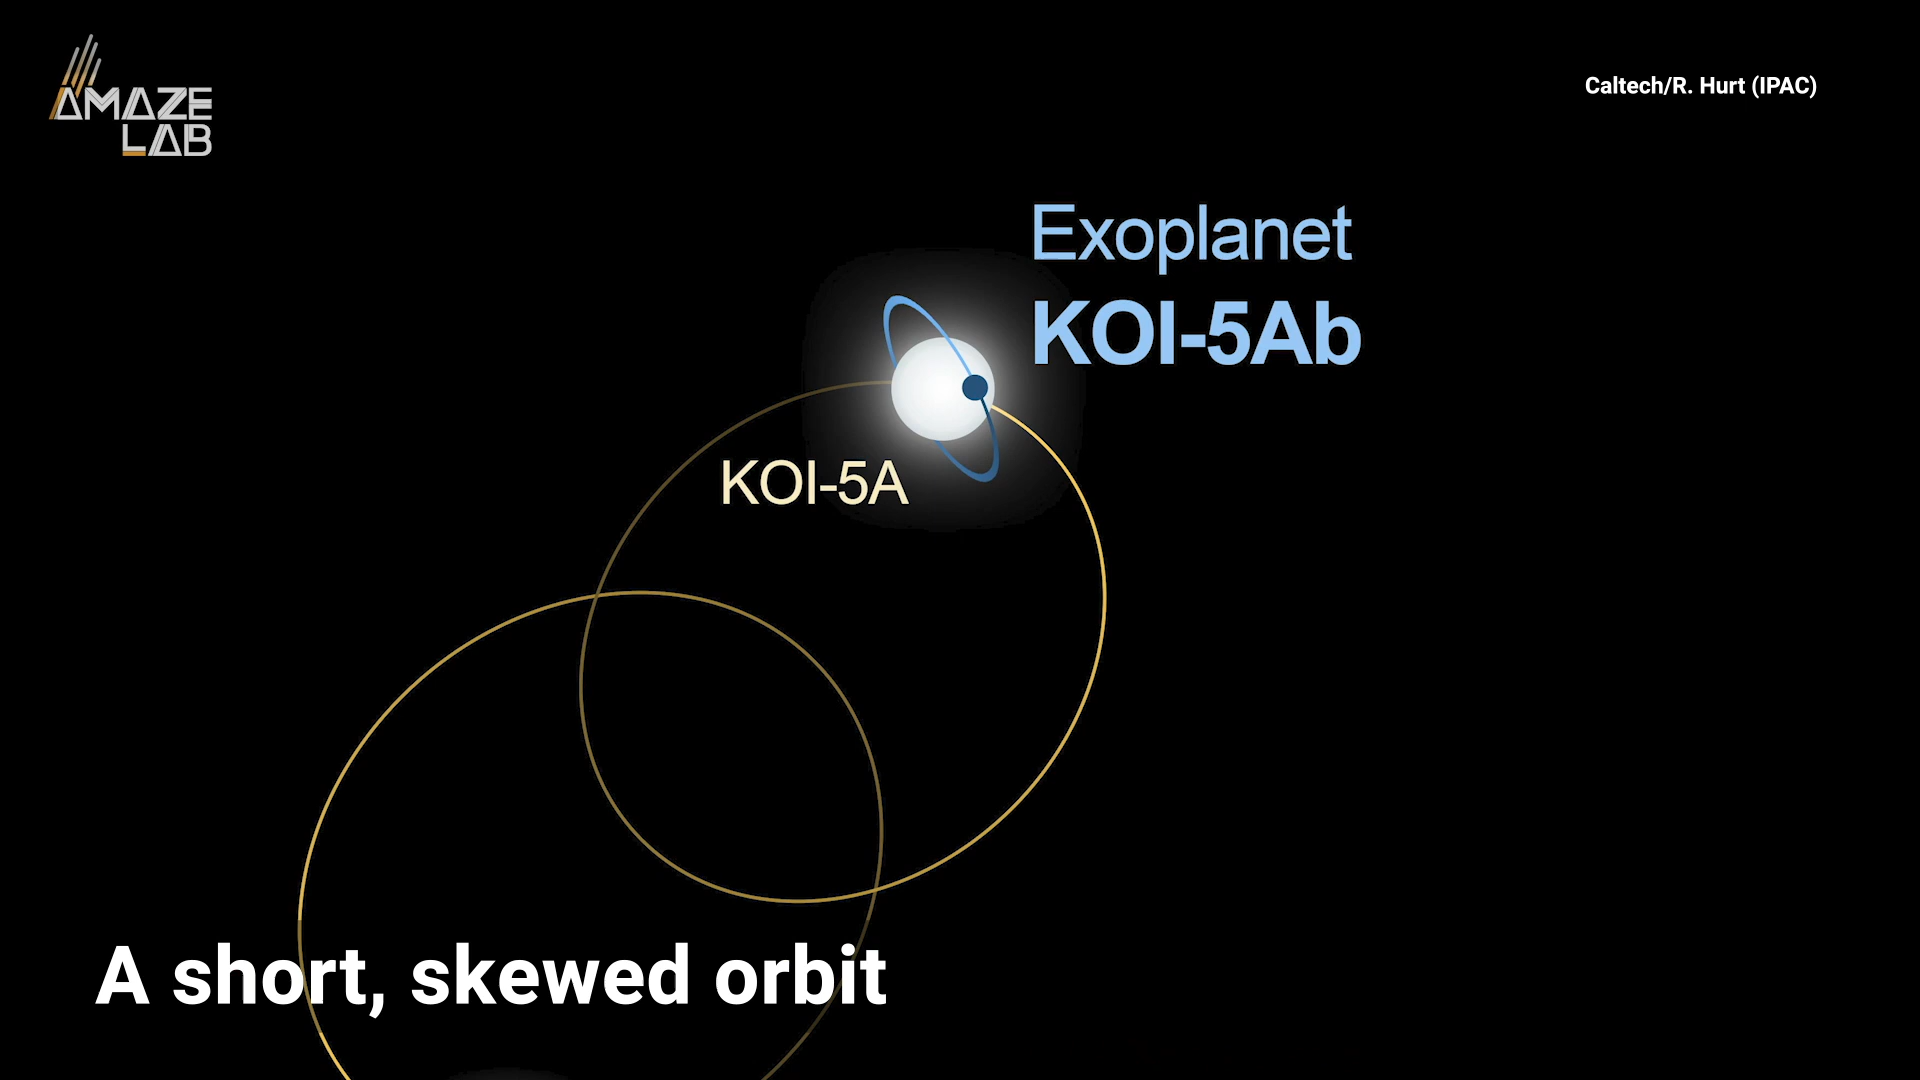 AMAZE
LAB
Caltech/R. Hurt (IPAC)
Exoplanet
KOI-5Ab
KOI-5A
A short, skewed orbit